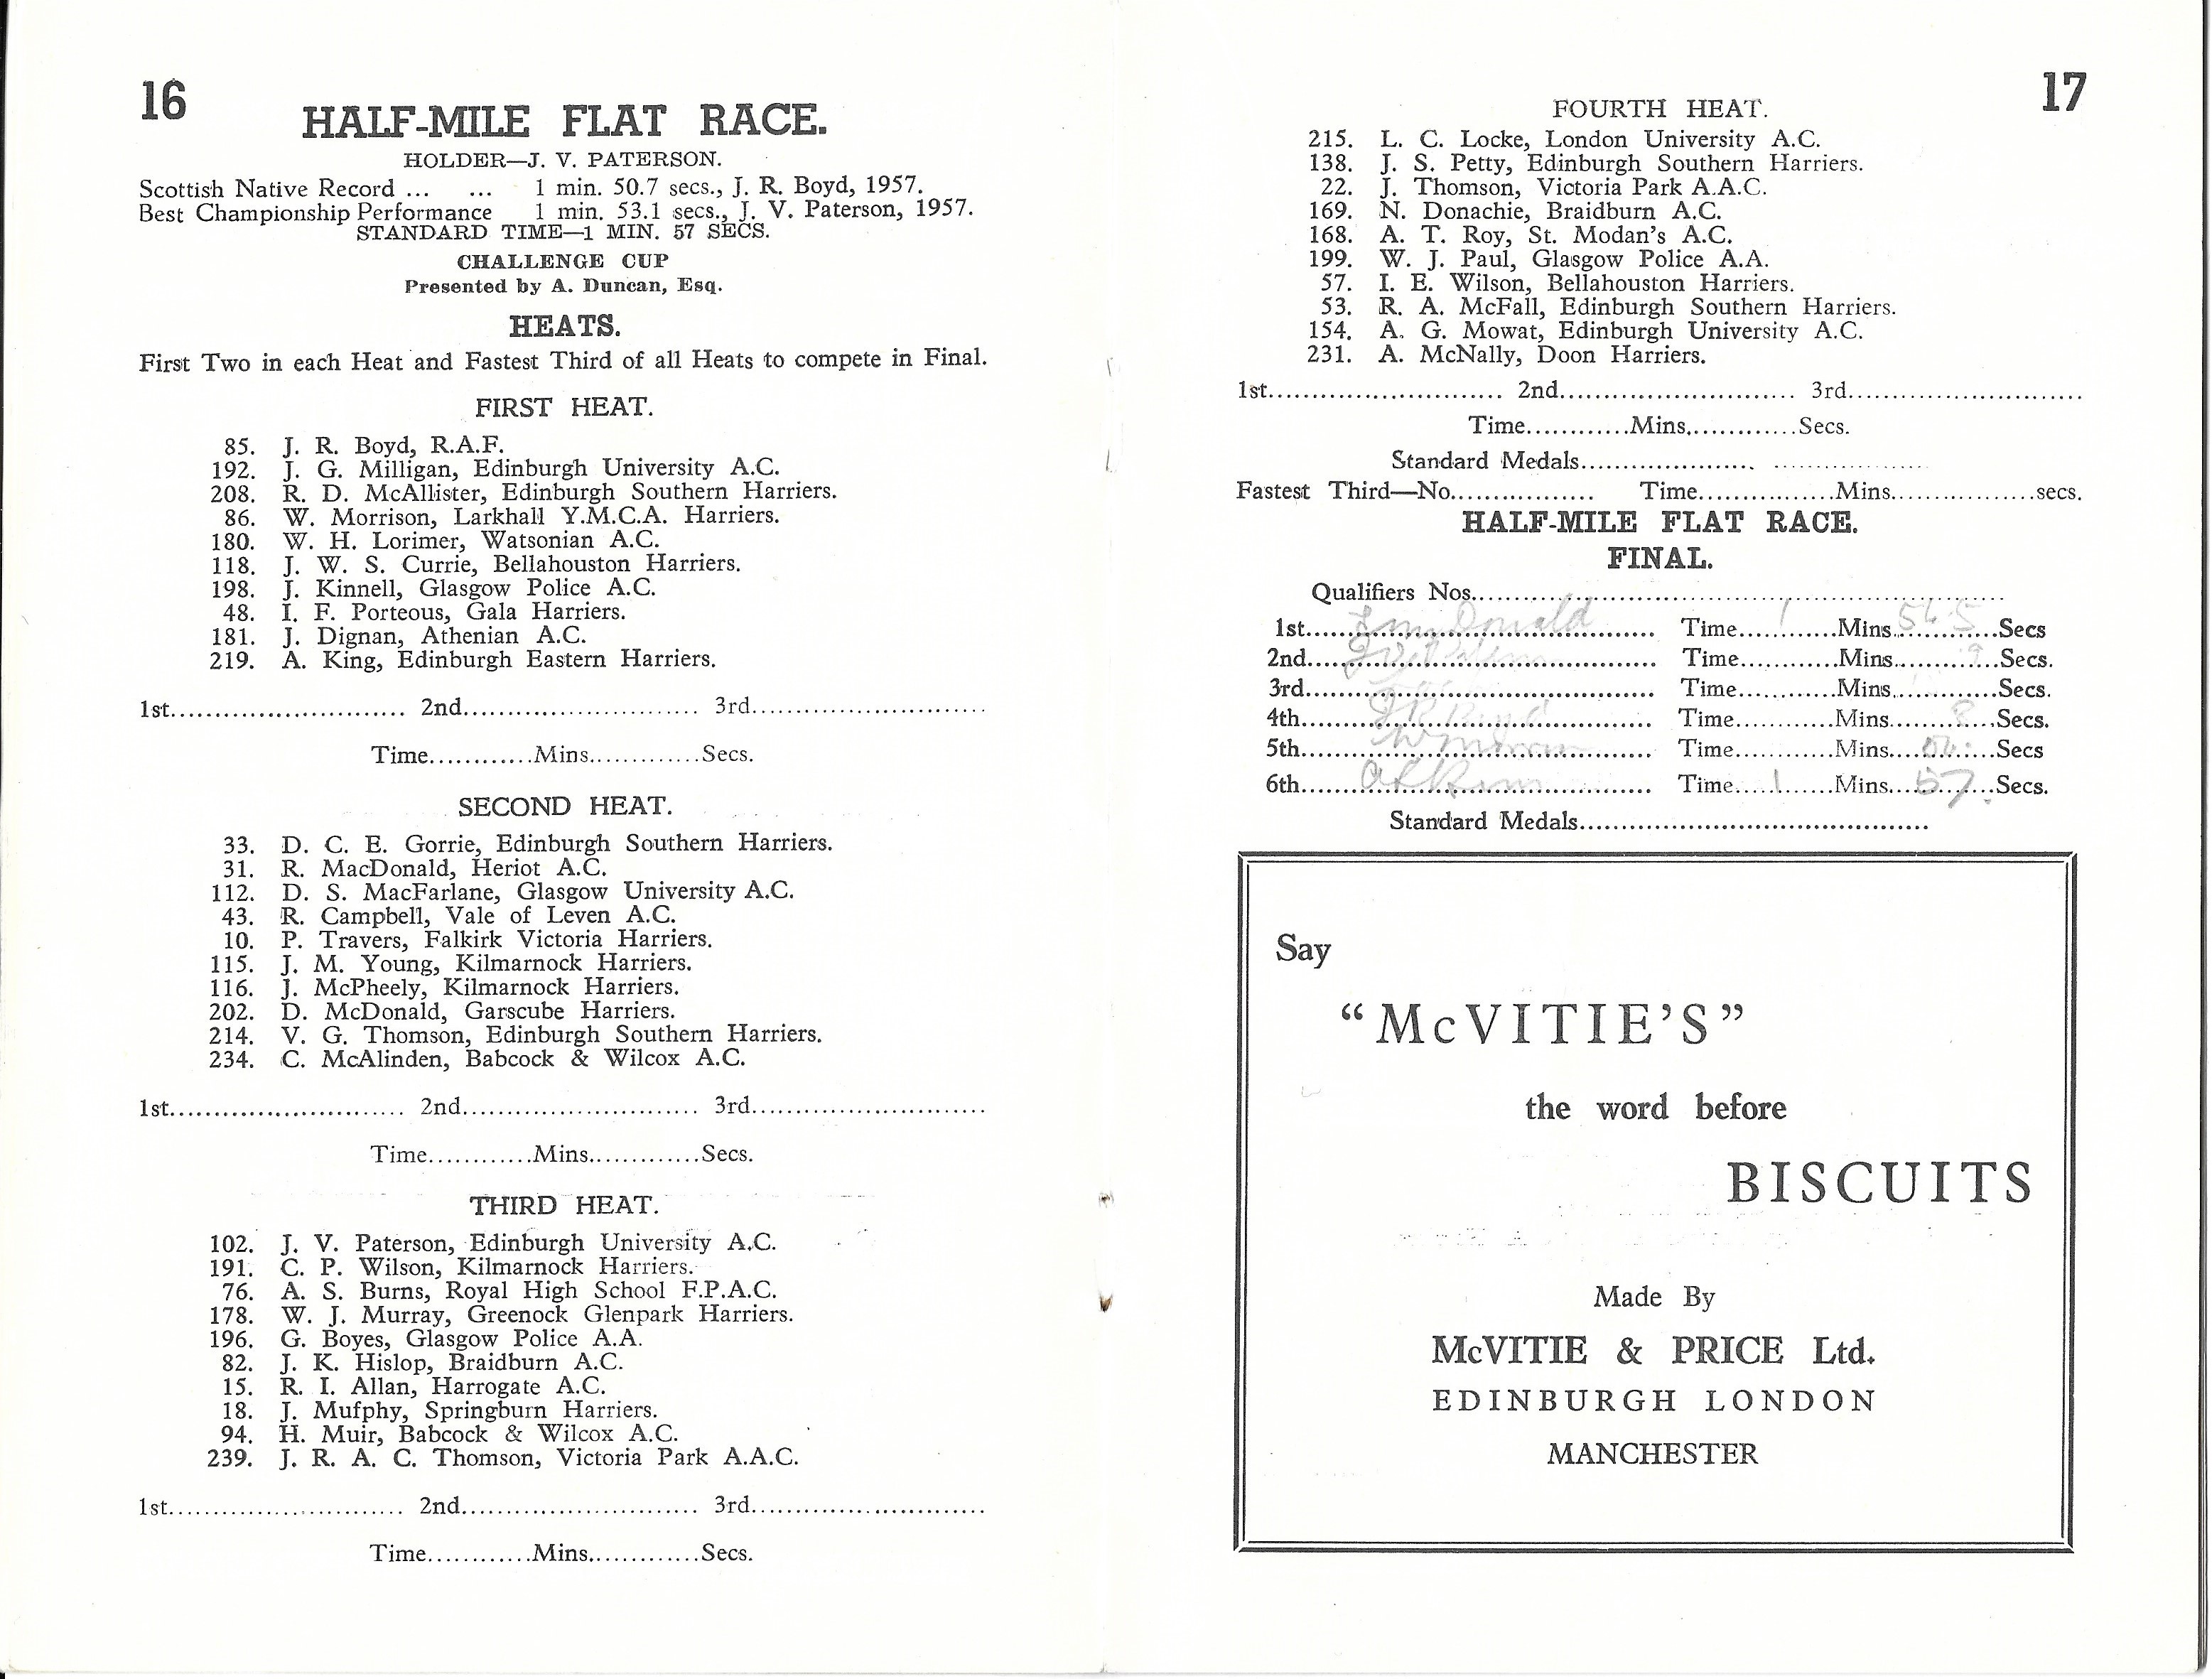 16
HALF-MILE FLAT RACE.
HOLDER—J. V. PATERSON.
Scottish Native Record ... ... 1 min. 50.7 secs., J. R. Boyd, 1957.
Best Championship Performance 1 min. 53.1 secs., J. V. Paterson, 1957.
STANDARD TIME—1 MIN. 57 SECS.
CHALLENGE CUP
Presented by A. Duncan, Esq.
HEATS.
First Two in each Heat and Fastest Third of all Heats to compete in Final.
FIRST HEAT.
85. J. R. Boyd, R.A.F.
192. J. G. Milligan, Edinburgh University A.C.
208. R. D. McAllister, Edinburgh Southern Harriers.
86. W. Morrison, Larkhall Y.M.C.A. Harriers.
180. W. H. Lorimer, Watsonian A.C.
118. J. W. S. Currie, Bellahouston Harriers.
198. J. Kinnell, Glasgow Police A.C.
48. I. F. Porteous, Gala Harriers.
181. J. Dignan, Athenian A.C.
219. A. King, Edinburgh Eastern Harriers.
1st.......................... 2nd.......................... 3rd..........................
Time............Mins.............Secs.
SECOND HEAT.
33. D. C. E. Gorrie, Edinburgh Southern Harriers.
31. R. MacDonald, Heriot A.C.
112. D. S. MacFarlane, Glasgow University A.C.
43. R. Campbell, Vale of Leven A.C.
10. P. Travers, Falkirk Victoria Harriers.
115. J. M. Young, Kilmarnock Harriers.
116. J. McPheely, Kilmarnock Harriers.
202. D. McDonald, Garscube Harriers.
214. V. G. Thomson, Edinburgh Southern Harriers.
234. C. McAlinden, Babcock & Wilcox A.C.
1st.......................... 2nd.......................... 3rd..........................
Time............Mins.............Secs.
THIRD HEAT.
102. J. V. Paterson, Edinburgh University A.C.
191. C. P. Wilson, Kilmarnock Harriers.
76. A. S. Burns, Royal High School F.P.A.C.
178. W. J. Murray, Greenock Glenpark Harriers.
196. G. Boyes, Glasgow Police A.A.
82. J. K. Hislop, Braidburn A.C.
15. R. I. Allan, Harrogate A.C.
18. J. Mufphy, Springburn Harriers.
94. H. Muir, Babcock & Wilcox A.C.
239. J. R. A. C. Thomson, Victoria Park A.A.C.
1st.......................... 2nd.......................... 3rd..........................
Time............Mins.............Secs.
17
FOURTH HEAT.
215. L. C. Locke, London University A.C.
138. J. S. Petty, Edinburgh Southern Harriers.
22. J. Thomson, Victoria Park A.A.C.
169. N. Donachie, Braidburn A.C.
168. A. T. Roy, St. Modan's A.C.
199. W. J. Paul, Glasgow Police A.A.
57. I. E. Wilson, Bellahouston Harriers.
53. R. A. McFall, Edinburgh Southern Harriers.
154. A. G. Mowat, Edinburgh University A.C.
231. A. McNally, Doon Harriers.
1st.......................... 2nd.......................... 3rd..........................
Time............Mins.............Secs.
Standard Medals.................... .................
Fastest Third—No................ Time...............Mins................secs.
HALF-MILE FLAT RACE.
FINAL.
Qualifiers Nos............................................................
1st....................................... Time.....1......Mins............Secs
2nd....................................... Time............Mins............Secs.
3rd....................................... Time............Mins............Secs.
4th....J R Boyd........................... Time............Mins......8.....Secs.
5th....................................... Time............Mins............Secs
6th....................................... Time.....1......Mins....57.....Secs.
Standard Medals.......................................
Say
"McVITIE'S"
the word before
BISCUITS
Made By
McVITIE & PRICE Ltd.
EDINBURGH LONDON
MANCHESTER